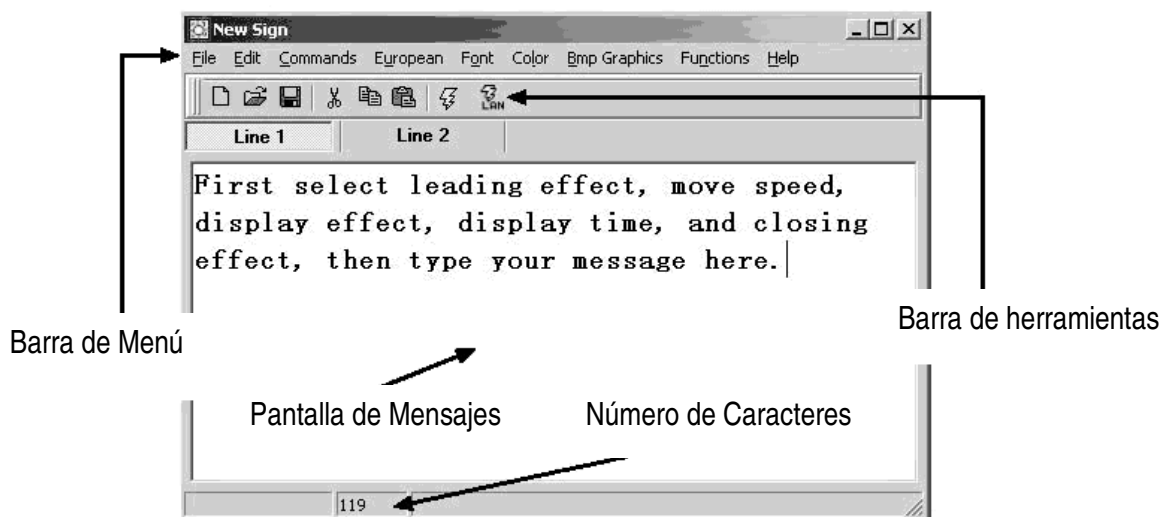 New Sign
File Edit Commands European Font Color Bmp Graphics Functions Help
LAN
Line 1 Line 2
First select leading effect, move speed,
display effect, display time, and closing
effect, then type your message here.
Barra de herramientas
Barra de Menú
Pantalla de Mensajes Número de Caracteres
119